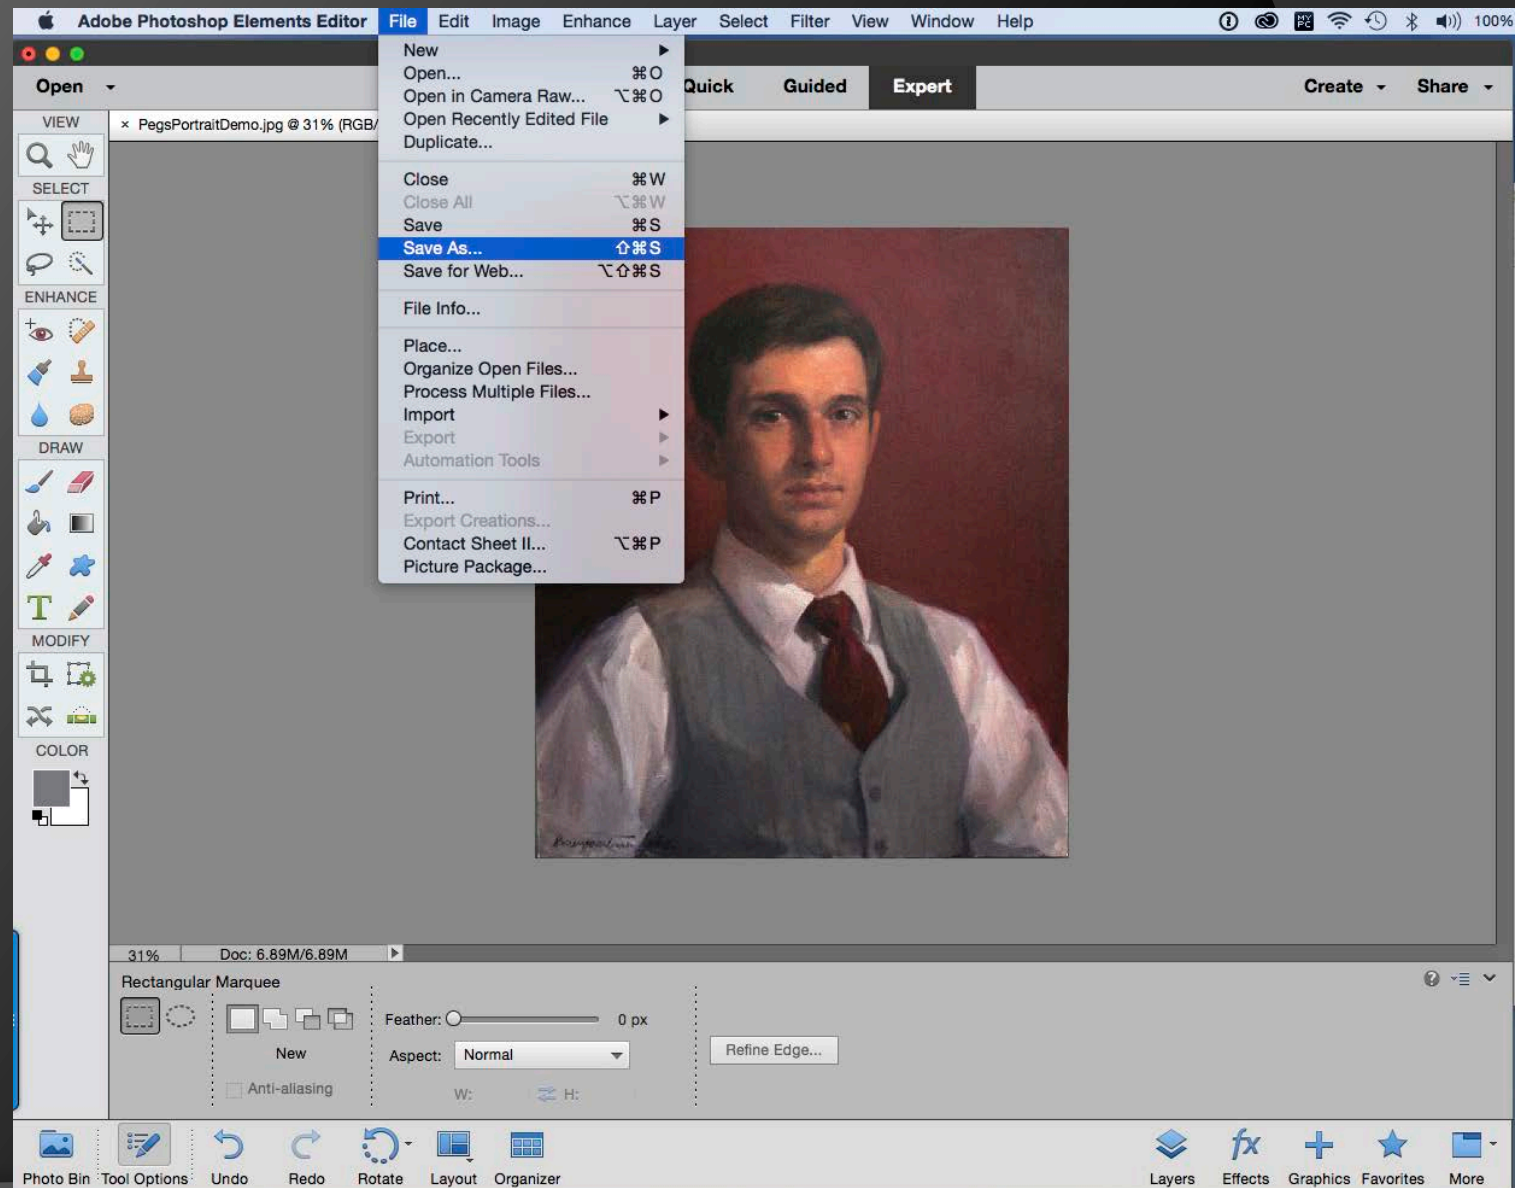 Adobe Photoshop Elements Editor File Edit Image Enhance Layer Select Filter View Window Help 100%
Open Quick Guided Expert Create Share
× PegsPortraitDemo.jpg @ 31% (RGB/
New
Open... ⌘O
Open in Camera Raw... ⌥⌘O
Open Recently Edited File
Duplicate...
Close ⌘W
Close All ⌥⌘W
Save ⌘S
Save As... ⇧⌘S
Save for Web... ⌥⇧⌘S
File Info...
Place...
Organize Open Files...
Process Multiple Files...
Import
Export
Automation Tools
Print... ⌘P
Export Creations...
Contact Sheet II... ⌥⌘P
Picture Package...
VIEW
SELECT
ENHANCE
DRAW
T
MODIFY
COLOR
31% Doc: 6.89M/6.89M
Rectangular Marquee
New
Anti-aliasing
Feather: 0 px
Aspect: Normal
W: H:
Refine Edge...
Photo Bin Tool Options Undo Redo Rotate Layout Organizer fx Layers Effects Graphics Favorites More